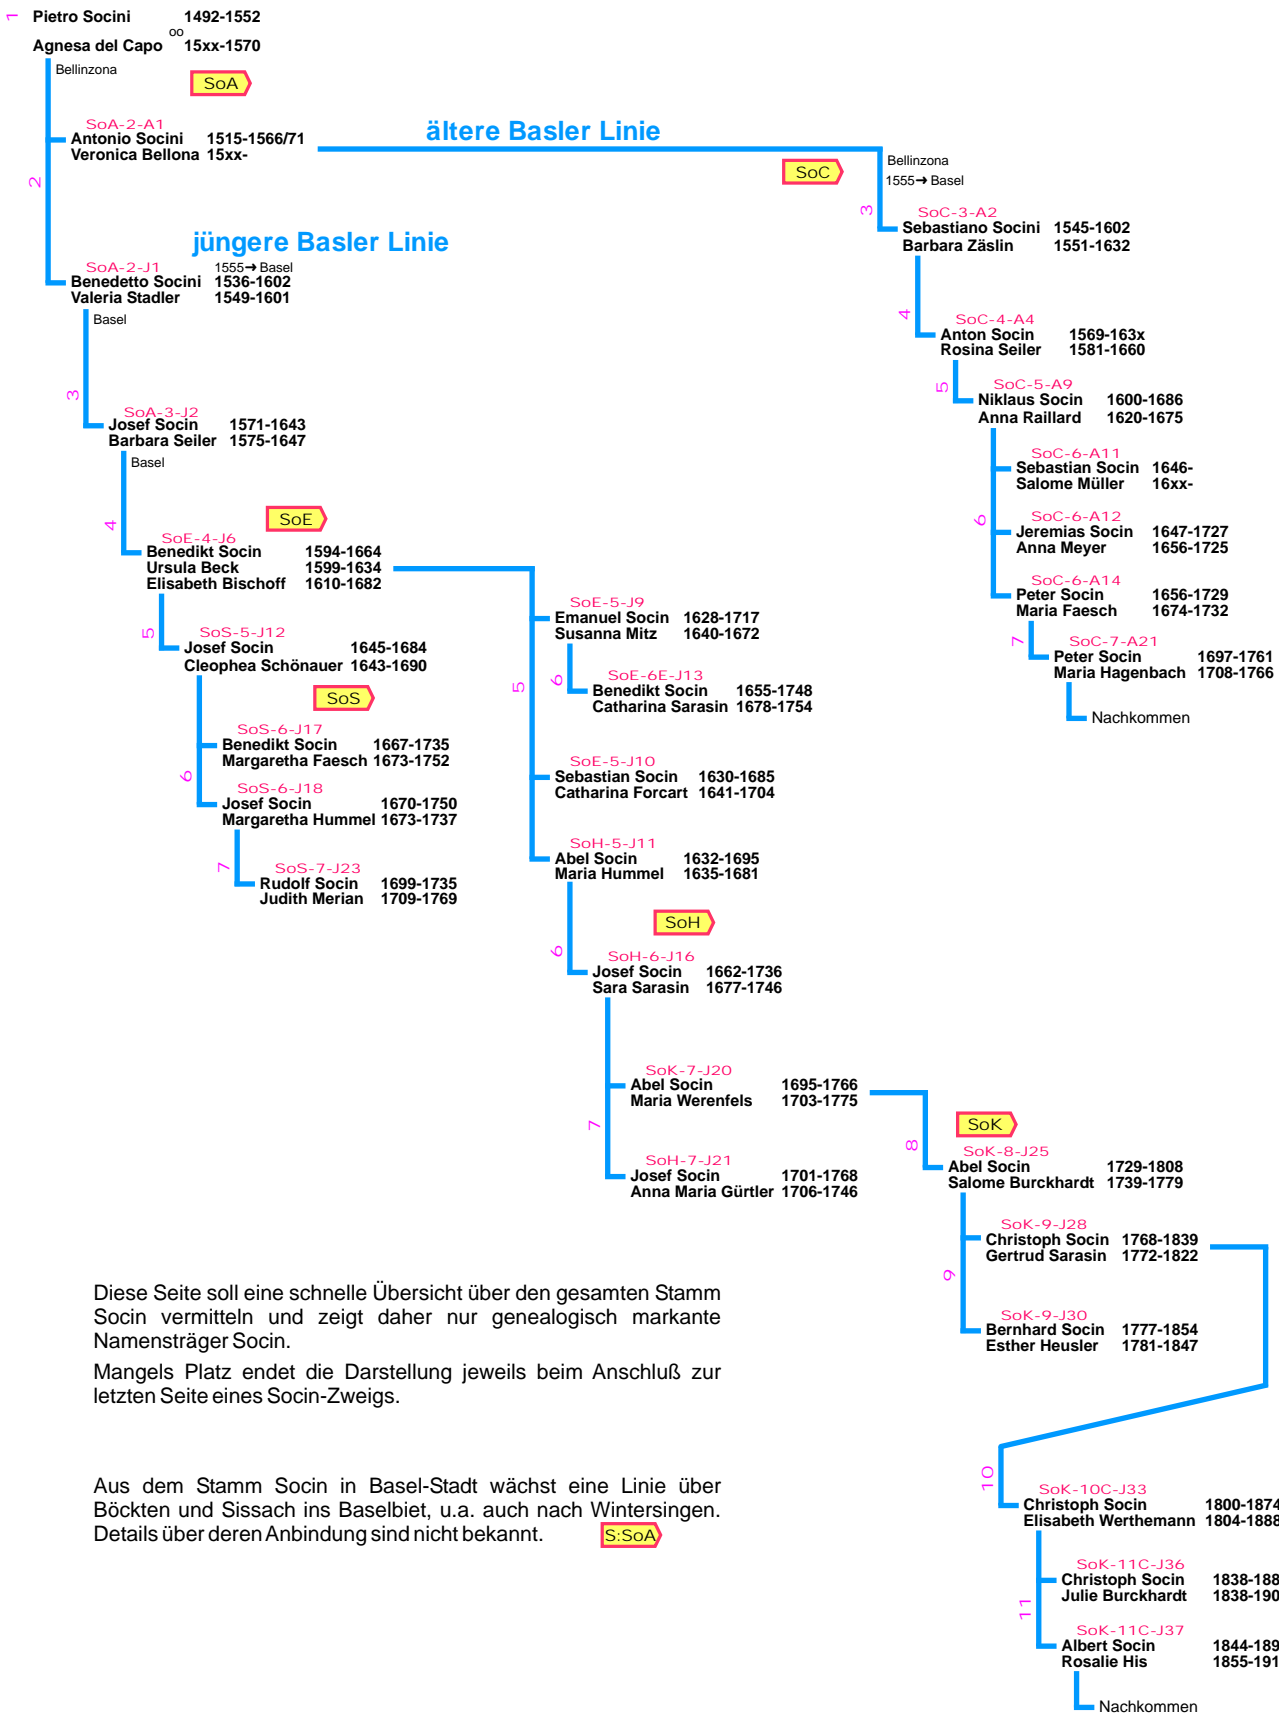 1
Pietro Socini 1492-1552
oo
Agnesa del Capo 15xx-1570
Bellinzona
SoA
SoA-2-A1
Antonio Socini 1515-1566/71
Veronica Bellona 15xx-
2
ältere Basler Linie
SoC
Bellinzona
1555→Basel
3
SoC-3-A2
Sebastiano Socini 1545-1602
Barbara Zäslin 1551-1632
jüngere Basler Linie
SoA-2-J1
1555→Basel
Benedetto Socini 1536-1602
Valeria Stadler 1549-1601
Basel
4
SoC-4-A4
Anton Socin 1569-163x
Rosina Seiler 1581-1660
3
5
SoC-5-A9
Niklaus Socin 1600-1686
Anna Raillard 1620-1675
SoA-3-J2
Josef Socin 1571-1643
Barbara Seiler 1575-1647
Basel
SoC-6-A11
Sebastian Socin 1646-
Salome Müller 16xx-
6
SoC-6-A12
Jeremias Socin 1647-1727
Anna Meyer 1656-1725
SoC-6-A14
Peter Socin 1656-1729
Maria Faesch 1674-1732
7
SoC-7-A21
Peter Socin 1697-1761
Maria Hagenbach 1708-1766
Nachkommen
4
SoE
SoE-4-J6
Benedikt Socin 1594-1664
Ursula Beck 1599-1634
Elisabeth Bischoff 1610-1682
5
SoS-5-J12
Josef Socin 1645-1684
Cleophea Schönauer 1643-1690
SoS
SoS-6-J17
Benedikt Socin 1667-1735
Margaretha Faesch 1673-1752
6
SoS-6-J18
Josef Socin 1670-1750
Margaretha Hummel 1673-1737
7
SoS-7-J23
Rudolf Socin 1699-1735
Judith Merian 1709-1769
5
SoE-5-J9
Emanuel Socin 1628-1717
Susanna Mitz 1640-1672
6
SoE-6E-J13
Benedikt Socin 1655-1748
Catharina Sarasin 1678-1754
SoE-5-J10
Sebastian Socin 1630-1685
Catharina Forcart 1641-1704
SoH-5-J11
Abel Socin 1632-1695
Maria Hummel 1635-1681
SoH
6
SoH-6-J16
Josef Socin 1662-1736
Sara Sarasin 1677-1746
SoK-7-J20
Abel Socin 1695-1766
Maria Werenfels 1703-1775
7
SoH-7-J21
Josef Socin 1701-1768
Anna Maria Gürtler 1706-1746
8
SoK
SoK-8-J25
Abel Socin 1729-1808
Salome Burckhardt 1739-1779
SoK-9-J28
Christoph Socin 1768-1839
Gertrud Sarasin 1772-1822
9
SoK-9-J30
Bernhard Socin 1777-1854
Esther Heusler 1781-1847
Diese Seite soll eine schnelle Übersicht über den gesamten Stamm
Socin vermitteln und zeigt daher nur genealogisch markante
Namensträger Socin.
Mangels Platz endet die Darstellung jeweils beim Anschluß zur
letzten Seite eines Socin-Zweigs.
Aus dem Stamm Socin in Basel-Stadt wächst eine Linie über
Böckten und Sissach ins Baselbiet, u.a. auch nach Wintersingen.
Details über deren Anbindung sind nicht bekannt.
S:SoA
10
SoK-10C-J33
Christoph Socin 1800-1874
Elisabeth Werthemann 1804-1888
SoK-11C-J36
Christoph Socin 1838-188
Julie Burckhardt 1838-190
11
SoK-11C-J37
Albert Socin 1844-189
Rosalie His 1855-191
Nachkommen